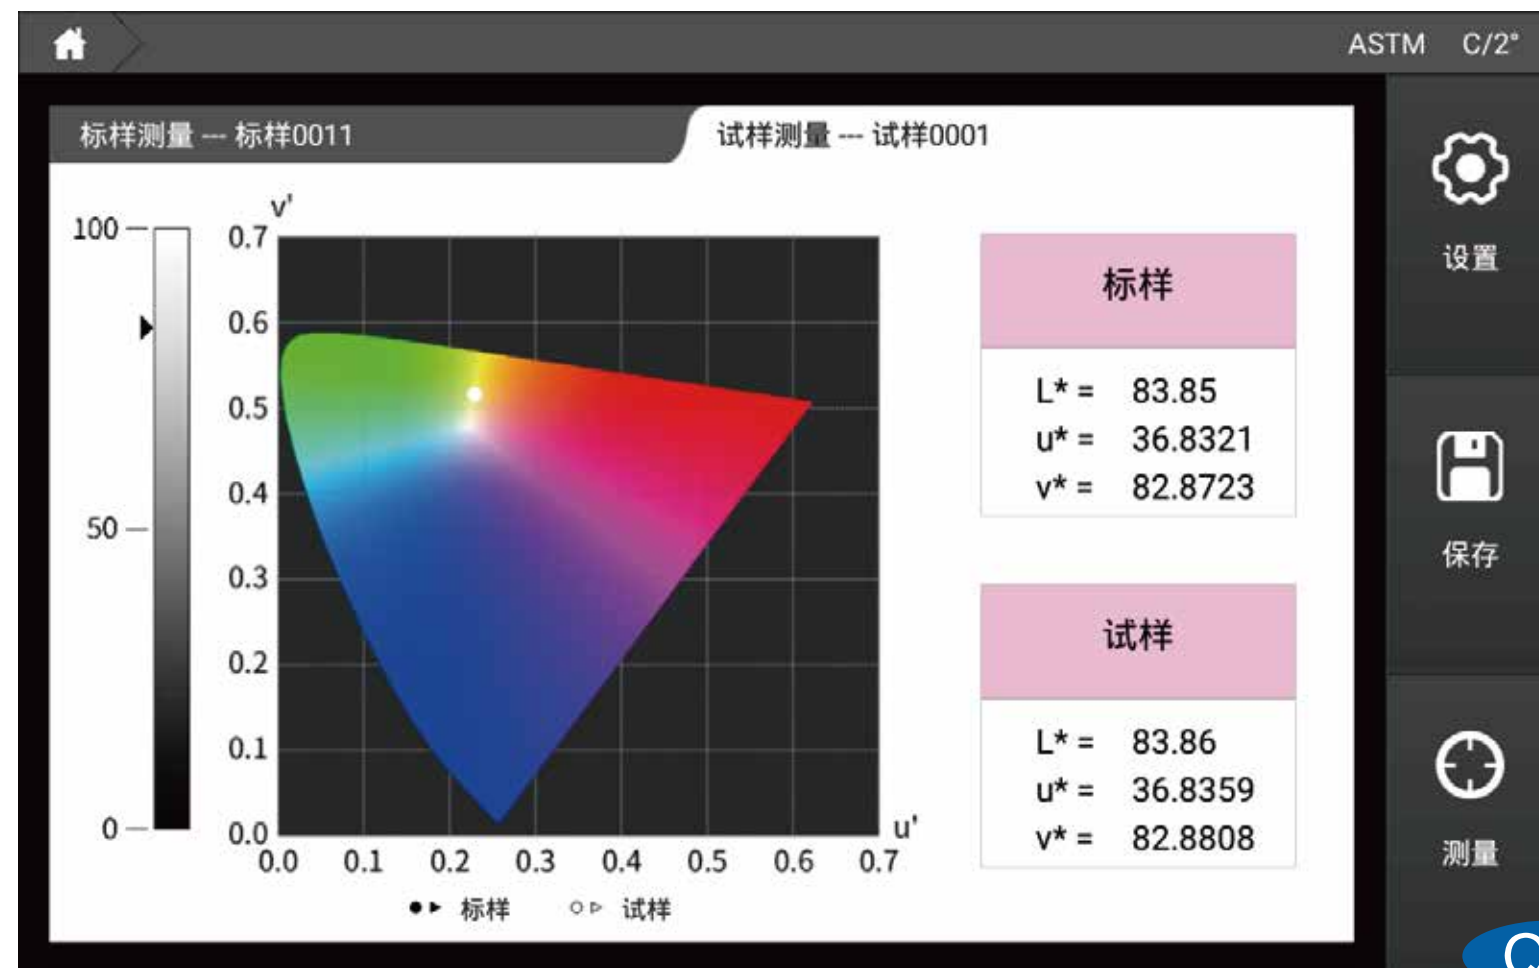 ASTM C/2°
标样测量 --- 标样0011
试样测量 --- 试样0001
设置
保存
测量
100
50
0
v'
0.7
0.6
0.5
0.4
0.3
0.2
0.1
0.0
0.0 0.1 0.2 0.3 0.4 0.5 0.6 0.7
u'
标样 试样
标样
L* = 83.85
u* = 36.8321
v* = 82.8723
试样
L* = 83.86
u* = 36.8359
v* = 82.8808